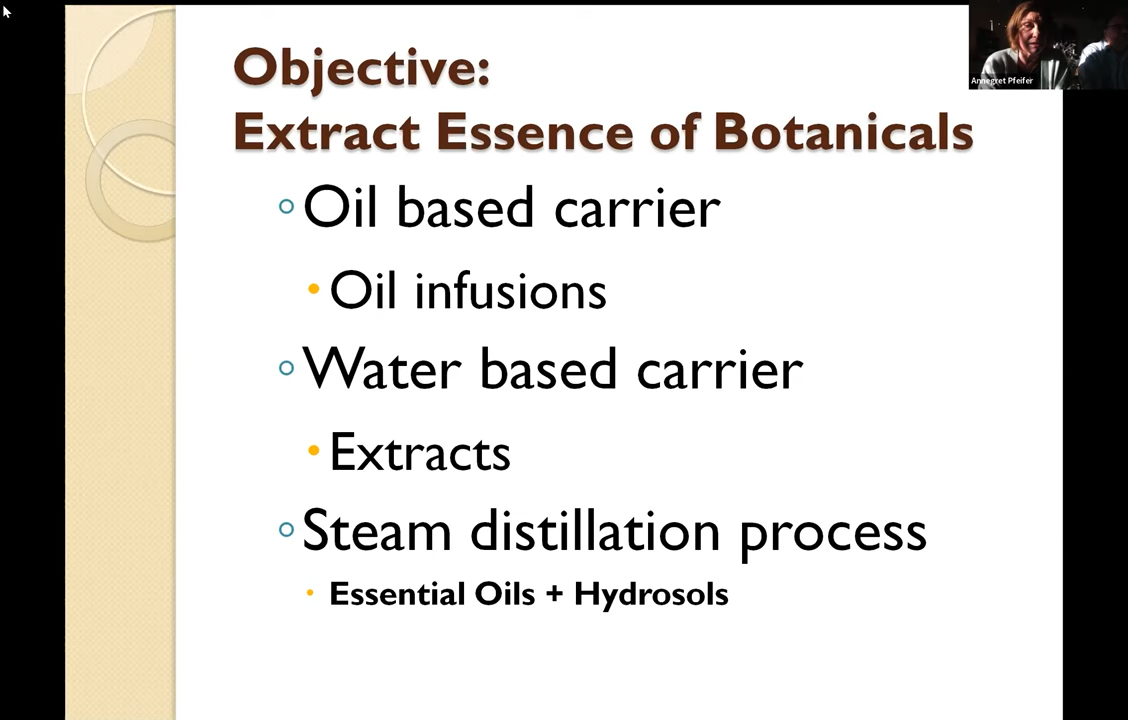 Objective:
Extract Essence of Botanicals
Oil based carrier
Oil infusions
Water based carrier
Extracts
Steam distillation process
Essential Oils + Hydrosols
Annegret Pfeifer